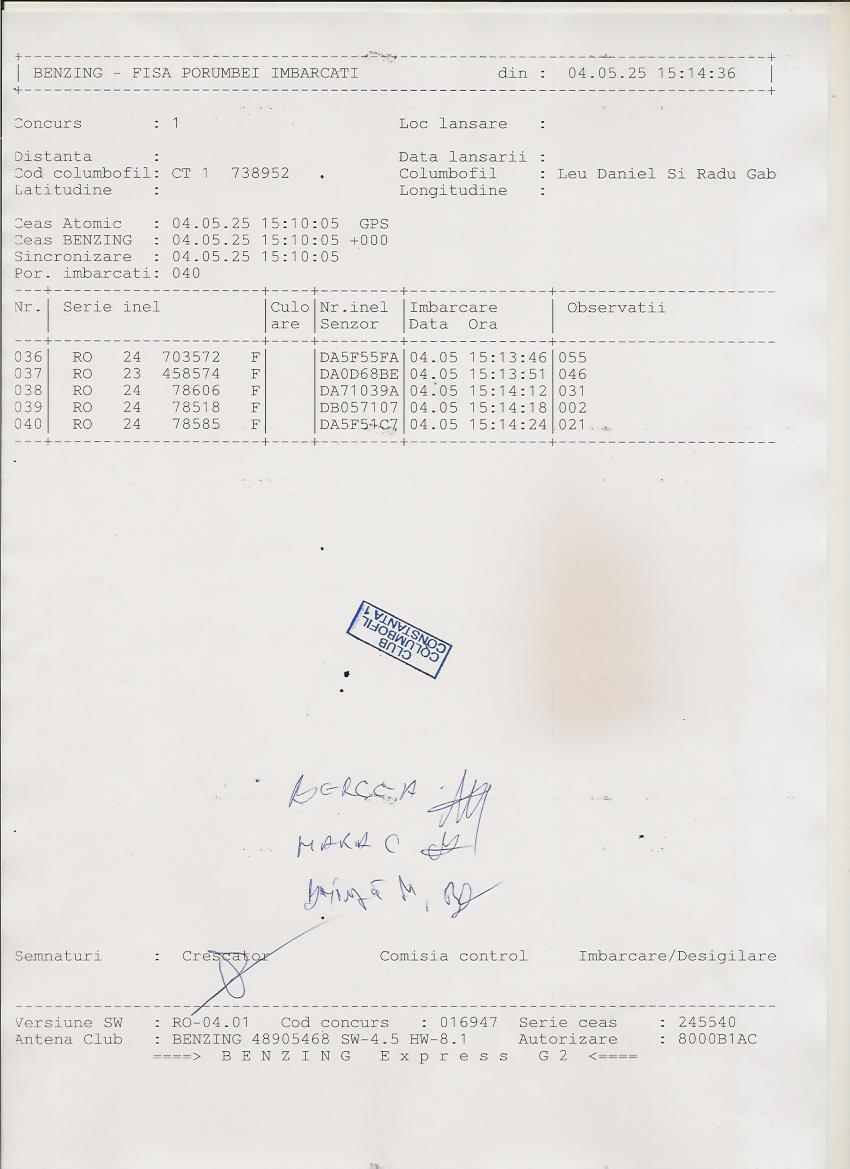 BENZING - FISA PORUMBEI IMBARCATI din : 04.05.25 15:14:36
Concurs : 1 Loc lansare :
Distanta : Data lansarii :
Cod columbofil: CT 1 738952 . Columbofil : Leu Daniel Si Radu Gab
Latitudine : Longitudine :
Ceas Atomic : 04.05.25 15:10:05 GPS
Ceas BENZING : 04.05.25 15:10:05 +000
Sincronizare : 04.05.25 15:10:05
Por. imbarcati: 040
Nr. | Serie inel |Culo|Nr.inel |Imbarcare | Observatii
| |are |Senzor |Data Ora |
036| RO 24 703572 F| |DA5F55FA|04.05 15:13:46|055
037| RO 23 458574 F| |DA0D68BE|04.05 15:13:51|046
038| RO 24 78606 F| |DA71039A|04.05 15:14:12|031
039| RO 24 78518 F| |DB057107|04.05 15:14:18|002
040| RO 24 78585 F| |DA5F51C7|04.05 15:14:24|021
CLUB
COLUMBOFIL
CONSTANTA 1
BERCEA
MARA C
M,
Semnaturi : Crescator Comisia control Imbarcare/Desigilare
Versiune SW : RO-04.01 Cod concurs : 016947 Serie ceas : 245540
Antena Club : BENZING 48905468 SW-4.5 HW-8.1 Autorizare : 8000B1AC
====> B E N Z I N G E x p r e s s G 2 <====